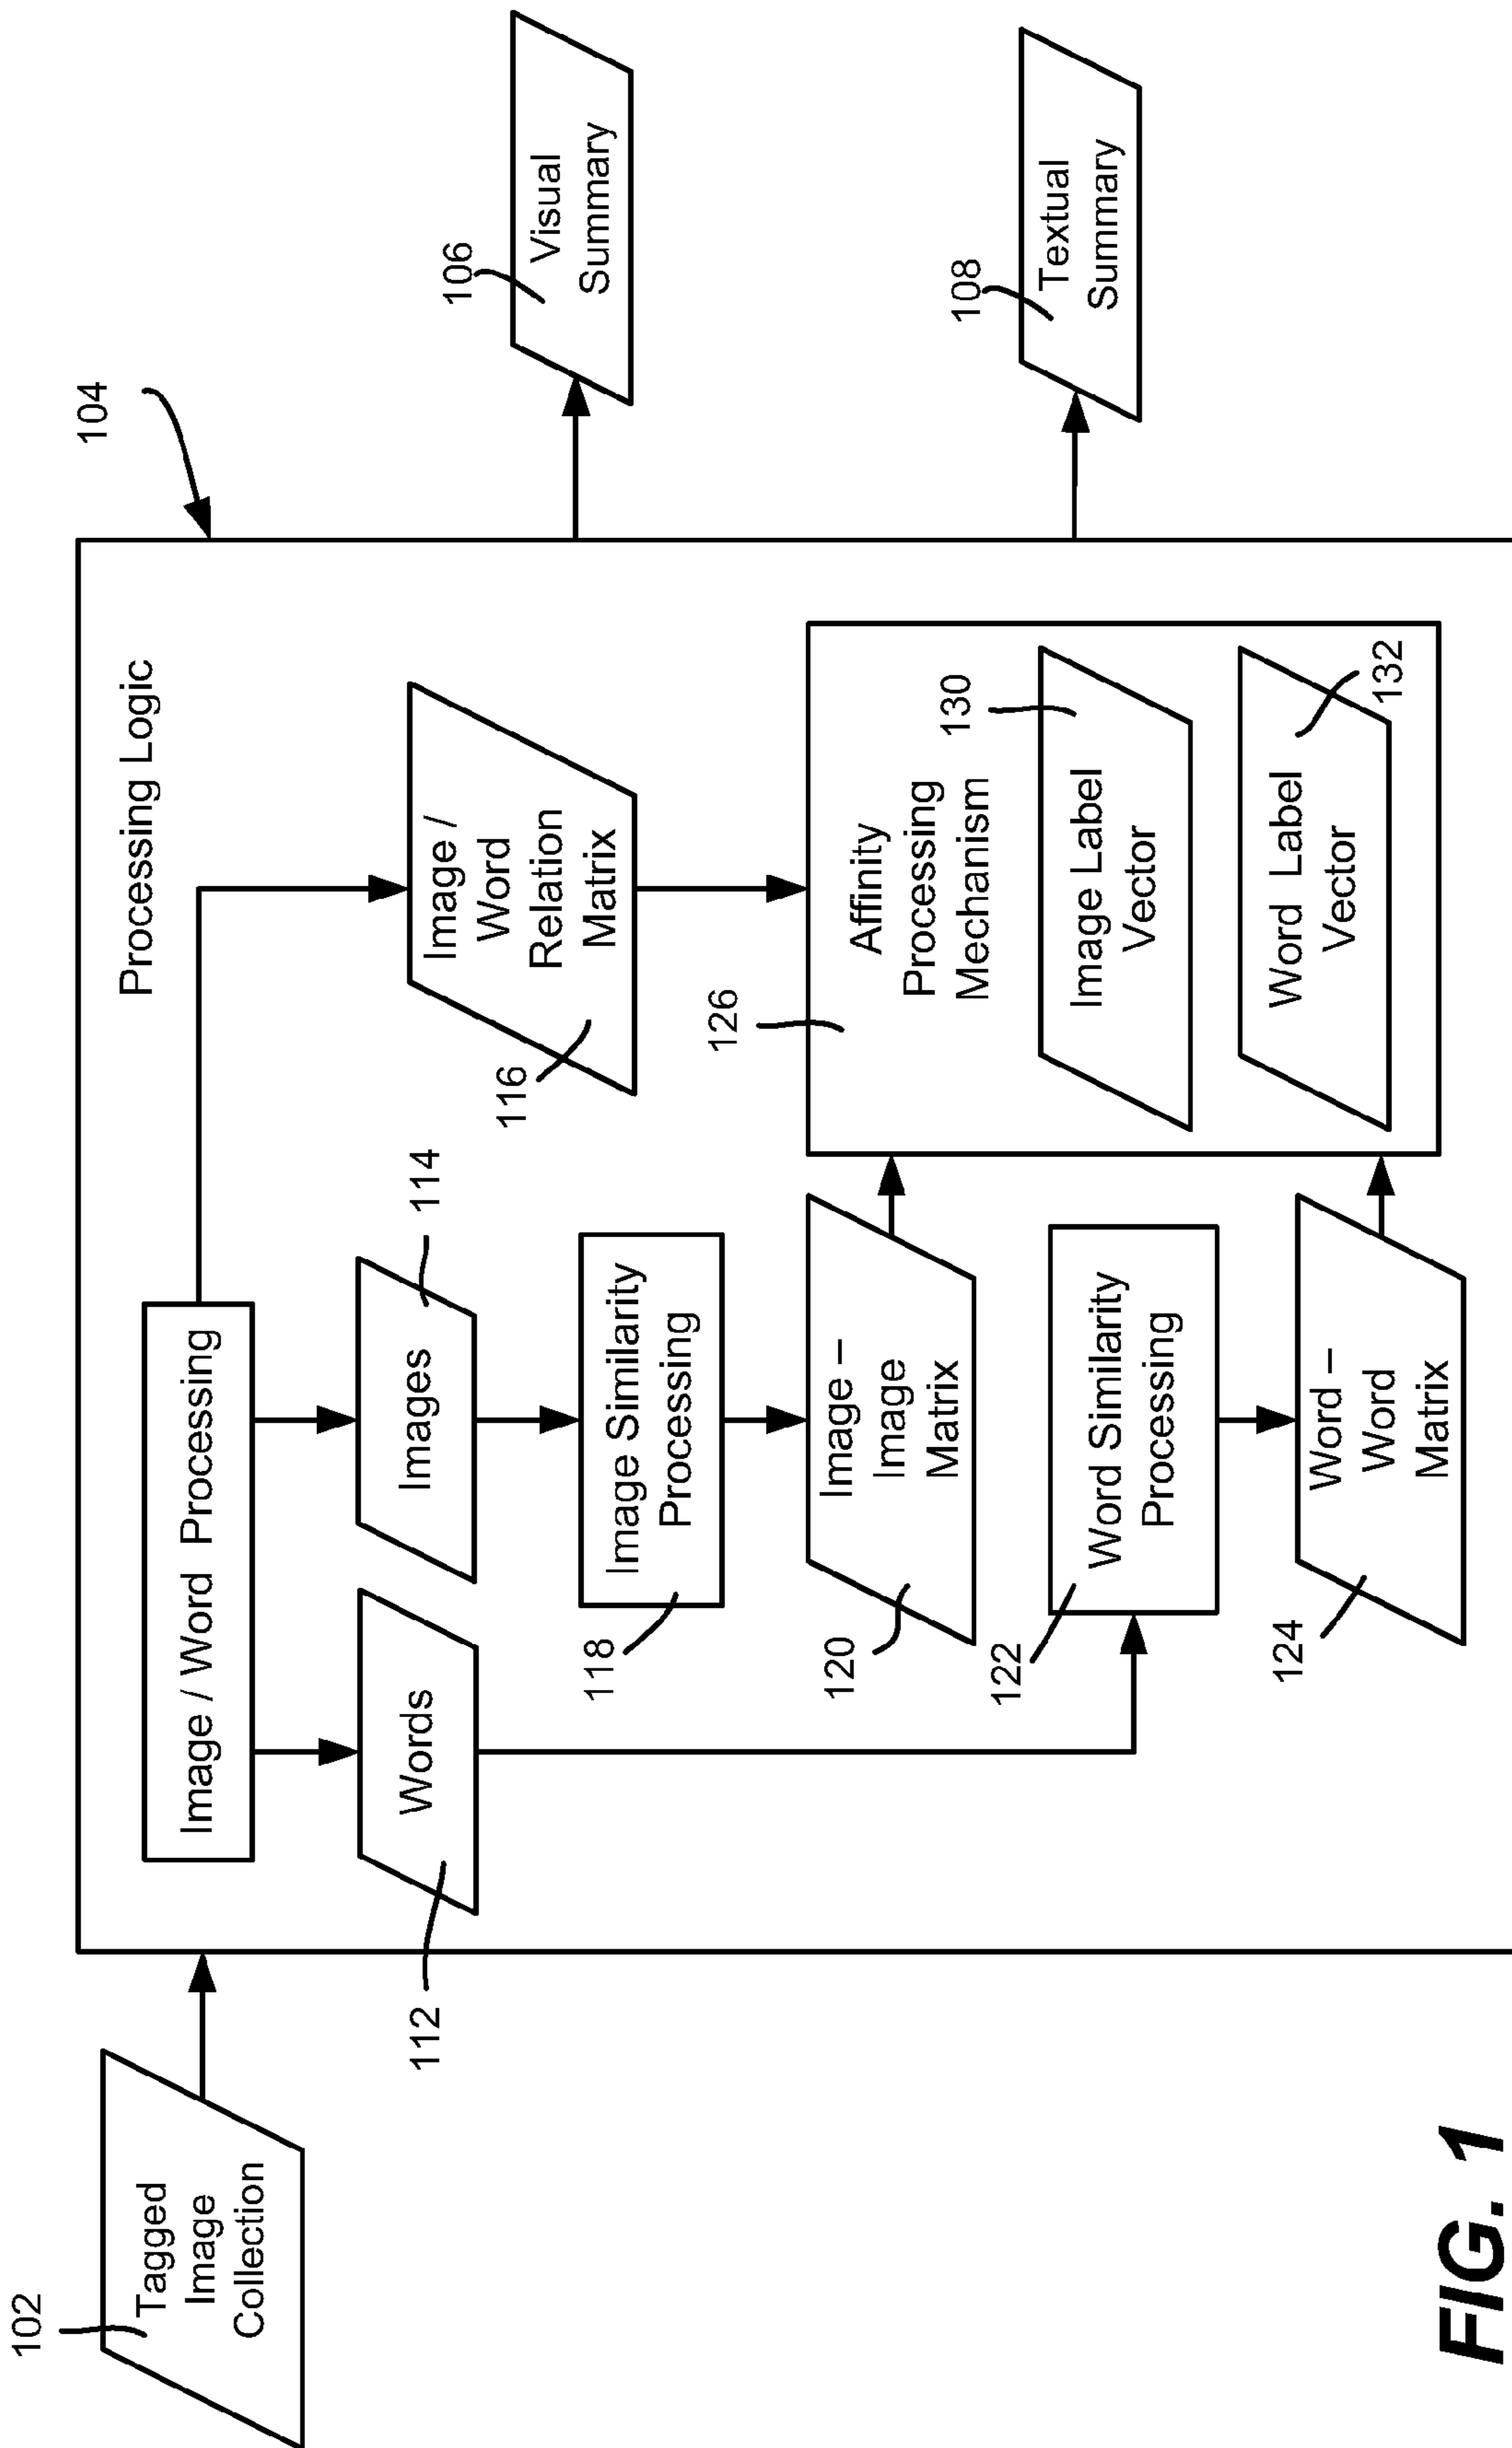 102
Tagged
Image
Collection
104
Processing Logic
Image / Word Processing
112
Words
114
Images
116
Image /
Word
Relation
Matrix
118
Image Similarity
Processing
120
Image –
Image
Matrix
122
Word Similarity
Processing
124
Word –
Word
Matrix
126
Affinity
Processing
Mechanism
130
Image Label
Vector
Word Label
Vector
132
106
Visual
Summary
108
Textual
Summary
FIG. 1